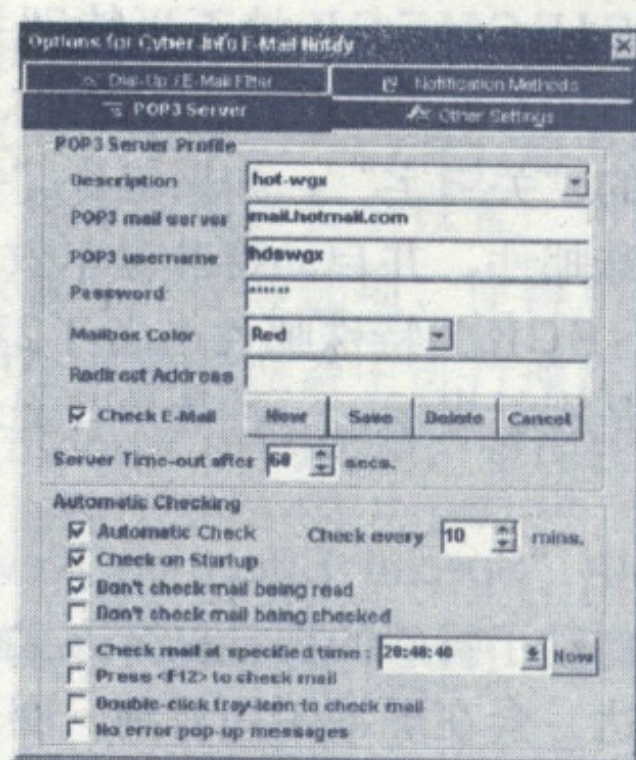 Options for Cyber-Info E-Mail Notify
Dial-Up / E-Mail Filter
Notification Methods
POP3 Server
Other Settings
POP3 Server Profile
Description hot-wgx
POP3 mail server mail.hotmail.com
POP3 username hdswgx
Password ******
Mailbox Color Red
Redirect Address
Check E-Mail New Save Delete Cancel
Server Time-out after 60 secs.
Automatic Checking
Automatic Check Check every 10 mins.
Check on Startup
Don't check mail being read
Don't check mail being checked
Check mail at specified time : 20:48:40 Now
Press <F12> to check mail
Double-click tray-icon to check mail
No error pop-up messages